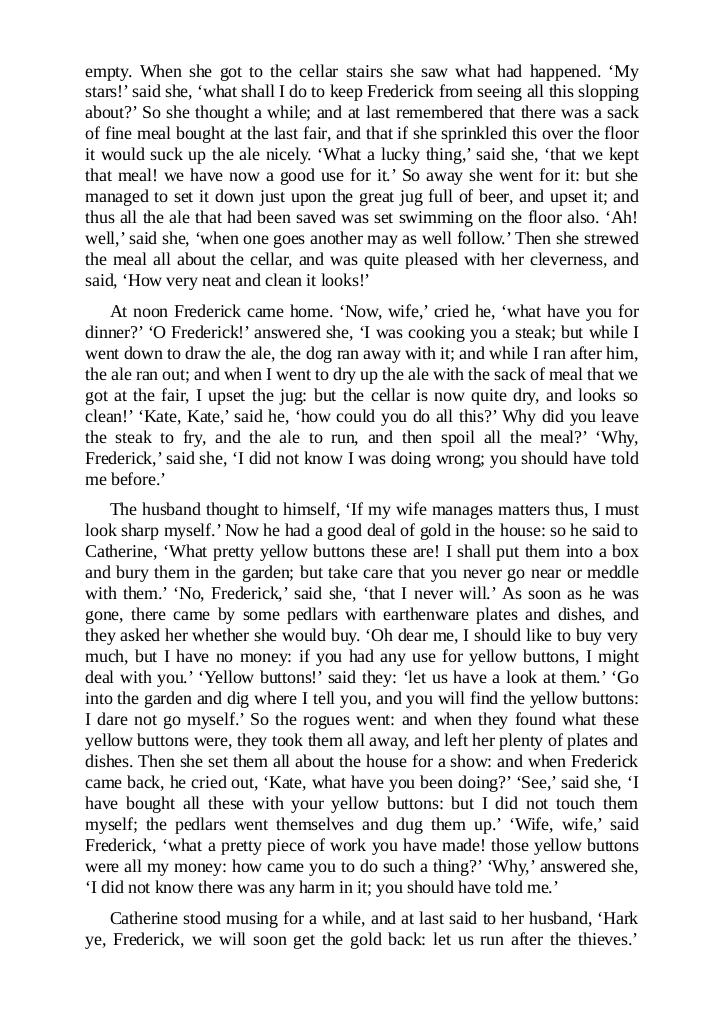 empty. When she got to the cellar stairs she saw what had happened. ‘My
stars!’ said she, ‘what shall I do to keep Frederick from seeing all this slopping
about?’ So she thought a while; and at last remembered that there was a sack
of fine meal bought at the last fair, and that if she sprinkled this over the floor
it would suck up the ale nicely. ‘What a lucky thing,’ said she, ‘that we kept
that meal! we have now a good use for it.’ So away she went for it: but she
managed to set it down just upon the great jug full of beer, and upset it; and
thus all the ale that had been saved was set swimming on the floor also. ‘Ah!
well,’ said she, ‘when one goes another may as well follow.’ Then she strewed
the meal all about the cellar, and was quite pleased with her cleverness, and
said, ‘How very neat and clean it looks!’
At noon Frederick came home. ‘Now, wife,’ cried he, ‘what have you for
dinner?’ ‘O Frederick!’ answered she, ‘I was cooking you a steak; but while I
went down to draw the ale, the dog ran away with it; and while I ran after him,
the ale ran out; and when I went to dry up the ale with the sack of meal that we
got at the fair, I upset the jug: but the cellar is now quite dry, and looks so
clean!’ ‘Kate, Kate,’ said he, ‘how could you do all this?’ Why did you leave
the steak to fry, and the ale to run, and then spoil all the meal?’ ‘Why,
Frederick,’ said she, ‘I did not know I was doing wrong; you should have told
me before.’
The husband thought to himself, ‘If my wife manages matters thus, I must
look sharp myself.’ Now he had a good deal of gold in the house: so he said to
Catherine, ‘What pretty yellow buttons these are! I shall put them into a box
and bury them in the garden; but take care that you never go near or meddle
with them.’ ‘No, Frederick,’ said she, ‘that I never will.’ As soon as he was
gone, there came by some pedlars with earthenware plates and dishes, and
they asked her whether she would buy. ‘Oh dear me, I should like to buy very
much, but I have no money: if you had any use for yellow buttons, I might
deal with you.’ ‘Yellow buttons!’ said they: ‘let us have a look at them.’ ‘Go
into the garden and dig where I tell you, and you will find the yellow buttons:
I dare not go myself.’ So the rogues went: and when they found what these
yellow buttons were, they took them all away, and left her plenty of plates and
dishes. Then she set them all about the house for a show: and when Frederick
came back, he cried out, ‘Kate, what have you been doing?’ ‘See,’ said she, ‘I
have bought all these with your yellow buttons: but I did not touch them
myself; the pedlars went themselves and dug them up.’ ‘Wife, wife,’ said
Frederick, ‘what a pretty piece of work you have made! those yellow buttons
were all my money: how came you to do such a thing?’ ‘Why,’ answered she,
‘I did not know there was any harm in it; you should have told me.’
Catherine stood musing for a while, and at last said to her husband, ‘Hark
ye, Frederick, we will soon get the gold back: let us run after the thieves.’